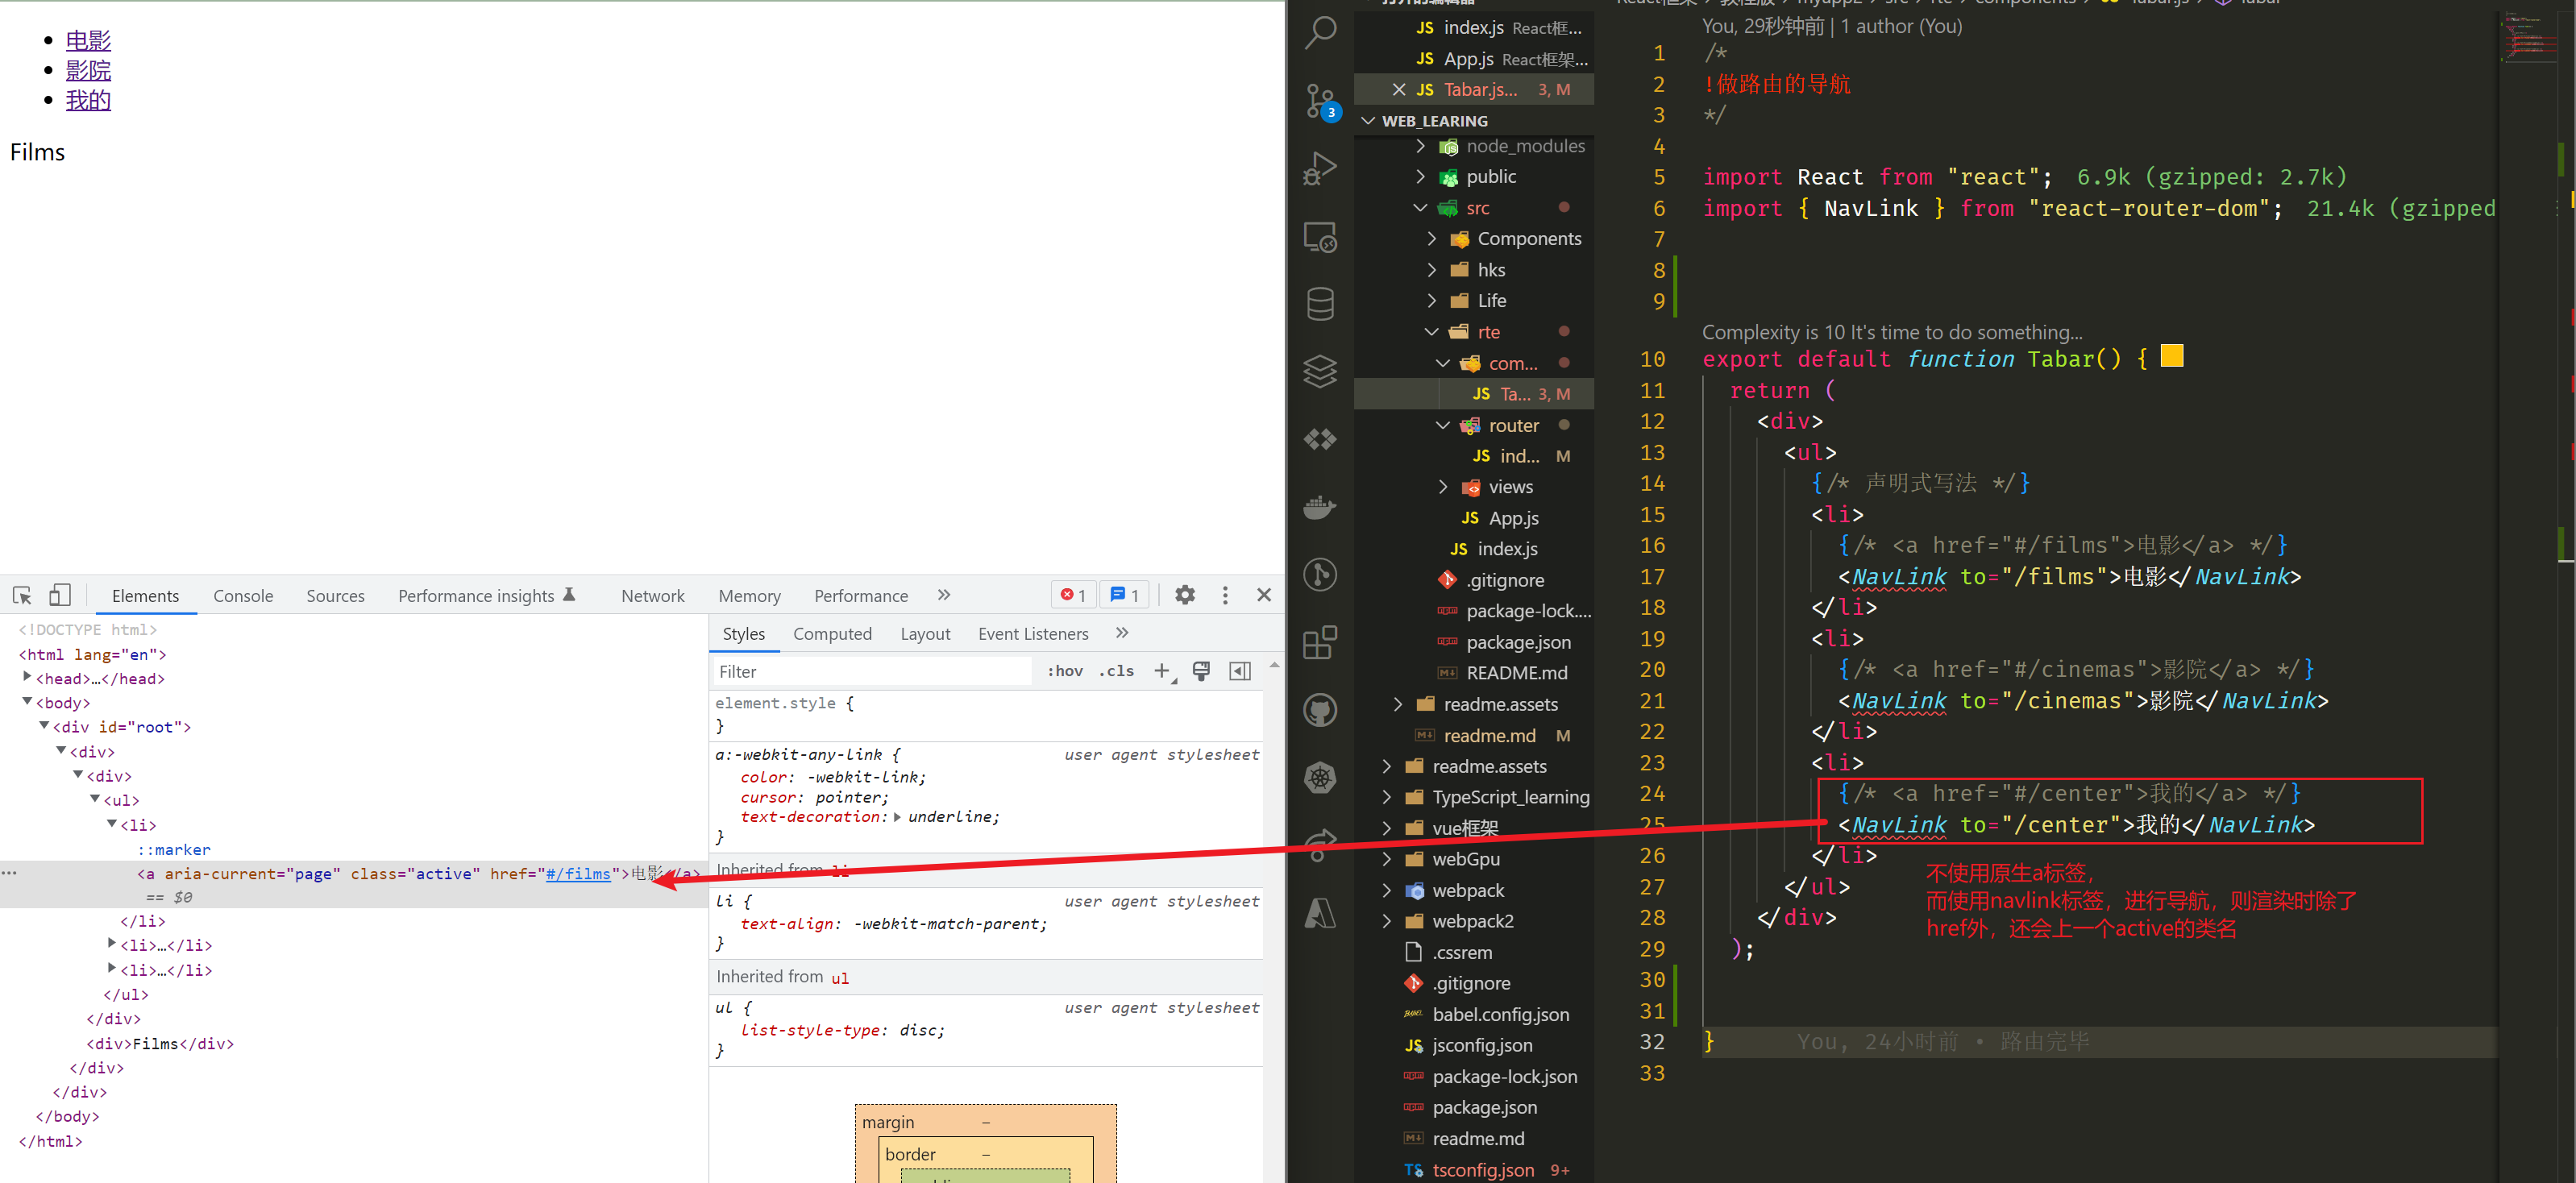 电影
影院
我的
Films
Elements
Console
Sources
Performance insights
Network
Memory
Performance
1
1
<!DOCTYPE html>
<html lang="en">
<head>…</head>
<body>
<div id="root">
<div>
<div>
<ul>
<li>
::marker
<a aria-current="page" class="active" href="#/films">电影</a>
== $0
</li>
<li>…</li>
<li>…</li>
</ul>
</div>
<div>Films</div>
</div>
</div>
</body>
</html>
Styles
Computed
Layout
Event Listeners
Filter
:hov
.cls
element.style {
}
a:-webkit-any-link {
user agent stylesheet
color: -webkit-link;
cursor: pointer;
text-decoration: underline;
}
Inherited from li
li {
user agent stylesheet
text-align: -webkit-match-parent;
}
Inherited from ul
ul {
user agent stylesheet
list-style-type: disc;
}
margin –
border –
3
JS index.js React框…
JS App.js React框架…
JS Tabar.js… 3, M
WEB_LEARING
node_modules
public
src
Components
hks
Life
rte
com…
JS Ta… 3, M
router
JS ind… M
views
JS App.js
JS index.js
.gitignore
package-lock.…
package.json
README.md
readme.assets
readme.md M
readme.assets
TypeScript_learning
vue框架
webGpu
webpack
webpack2
.cssrem
.gitignore
babel.config.json
jsconfig.json
package-lock.json
package.json
readme.md
tsconfig.json 9+
You, 29秒钟前 | 1 author (You)
1 /*
2 !做路由的导航
3 */
4
5 import React from "react"; 6.9k (gzipped: 2.7k)
6 import { NavLink } from "react-router-dom"; 21.4k (gzipped
7
8
9
Complexity is 10 It's time to do something...
10 export default function Tabar() {
11 return (
12 <div>
13 <ul>
14 {/* 声明式写法 */}
15 <li>
16 {/* <a href="#/films">电影</a> */}
17 <NavLink to="/films">电影</NavLink>
18 </li>
19 <li>
20 {/* <a href="#/cinemas">影院</a> */}
21 <NavLink to="/cinemas">影院</NavLink>
22 </li>
23 <li>
24 {/* <a href="#/center">我的</a> */}
25 <NavLink to="/center">我的</NavLink>
26 </li>
27 </ul>
28 </div>
29 );
30
31
32 } You, 24小时前 • 路由完毕
33
不使用原生a标签，
而使用navlink标签，进行导航，则渲染时除了
href外，还会上一个active的类名